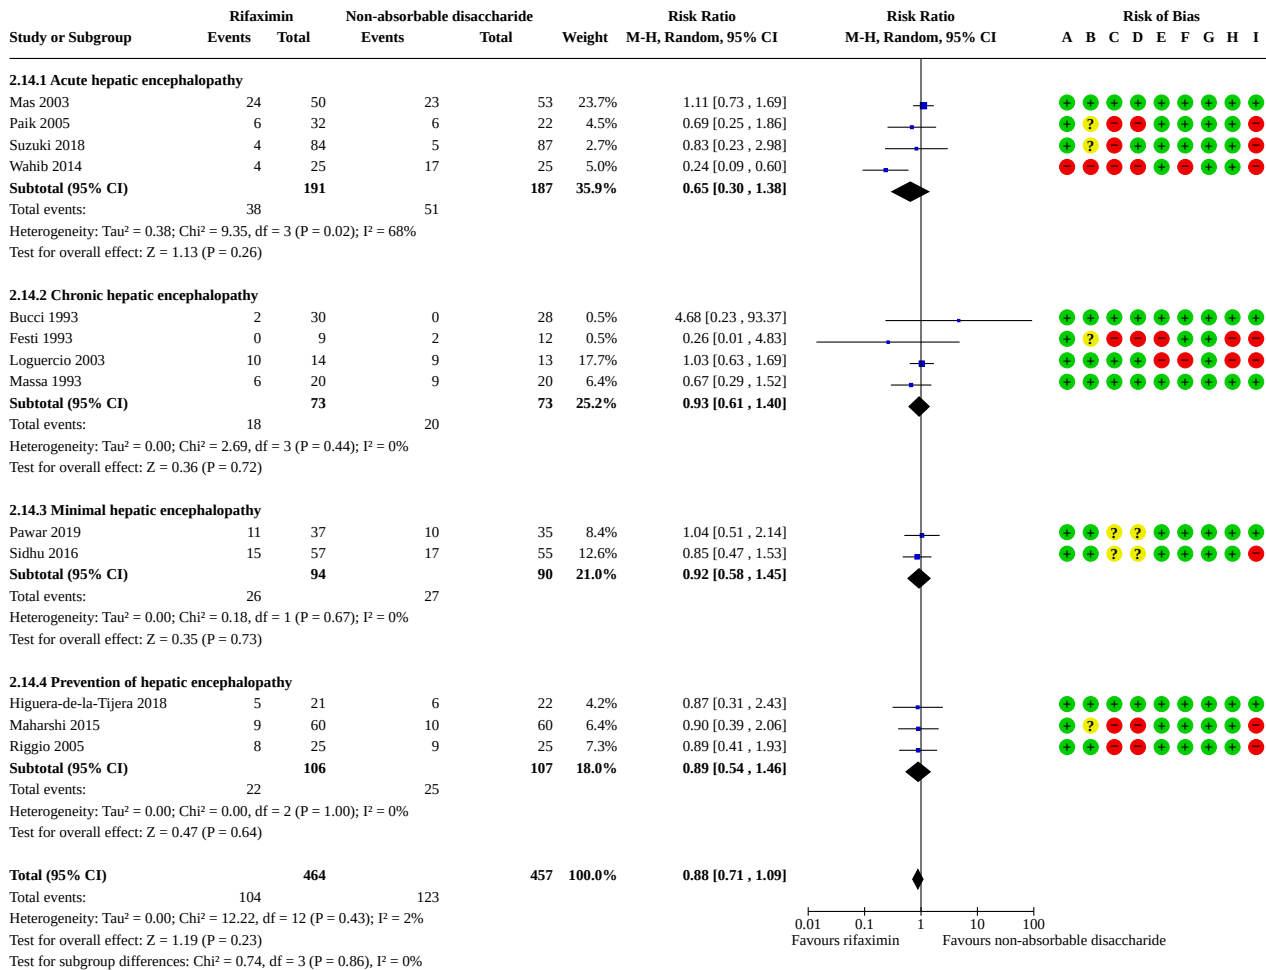 Rifaximin Non-absorbable disaccharide Risk Ratio Risk Ratio Risk of Bias
Study or Subgroup Events Total Events Total Weight M-H, Random, 95% CI M-H, Random, 95% CI A B C D E F G H I
2.14.1 Acute hepatic encephalopathy
Mas 2003 24 50 23 53 23.7% 1.11 [0.73 , 1.69] + + + + + + + + +
Paik 2005 6 32 6 22 4.5% 0.69 [0.25 , 1.86] + ? − − + + + + −
Suzuki 2018 4 84 5 87 2.7% 0.83 [0.23 , 2.98] + ? − + + + + + −
Wahib 2014 4 25 17 25 5.0% 0.24 [0.09 , 0.60] − − − − + − + + −
Subtotal (95% CI) 191 187 35.9% 0.65 [0.30 , 1.38]
Total events: 38 51
Heterogeneity: Tau² = 0.38; Chi² = 9.35, df = 3 (P = 0.02); I² = 68%
Test for overall effect: Z = 1.13 (P = 0.26)
2.14.2 Chronic hepatic encephalopathy
Bucci 1993 2 30 0 28 0.5% 4.68 [0.23 , 93.37] + + + + + + + + +
Festi 1993 0 9 2 12 0.5% 0.26 [0.01 , 4.83] + ? − − − + + − −
Loguercio 2003 10 14 9 13 17.7% 1.03 [0.63 , 1.69] + + + + − − + − −
Massa 1993 6 20 9 20 6.4% 0.67 [0.29 , 1.52] + + + + + + + + +
Subtotal (95% CI) 73 73 25.2% 0.93 [0.61 , 1.40]
Total events: 18 20
Heterogeneity: Tau² = 0.00; Chi² = 2.69, df = 3 (P = 0.44); I² = 0%
Test for overall effect: Z = 0.36 (P = 0.72)
2.14.3 Minimal hepatic encephalopathy
Pawar 2019 11 37 10 35 8.4% 1.04 [0.51 , 2.14] + + ? ? + + + + +
Sidhu 2016 15 57 17 55 12.6% 0.85 [0.47 , 1.53] + + ? ? + + + + −
Subtotal (95% CI) 94 90 21.0% 0.92 [0.58 , 1.45]
Total events: 26 27
Heterogeneity: Tau² = 0.00; Chi² = 0.18, df = 1 (P = 0.67); I² = 0%
Test for overall effect: Z = 0.35 (P = 0.73)
2.14.4 Prevention of hepatic encephalopathy
Higuera-de-la-Tijera 2018 5 21 6 22 4.2% 0.87 [0.31 , 2.43] + + + + + + + + +
Maharshi 2015 9 60 10 60 6.4% 0.90 [0.39 , 2.06] + ? − − + + + + −
Riggio 2005 8 25 9 25 7.3% 0.89 [0.41 , 1.93] + + − − + + + + −
Subtotal (95% CI) 106 107 18.0% 0.89 [0.54 , 1.46]
Total events: 22 25
Heterogeneity: Tau² = 0.00; Chi² = 0.00, df = 2 (P = 1.00); I² = 0%
Test for overall effect: Z = 0.47 (P = 0.64)
Total (95% CI) 464 457 100.0% 0.88 [0.71 , 1.09]
Total events: 104 123
Heterogeneity: Tau² = 0.00; Chi² = 12.22, df = 12 (P = 0.43); I² = 2%
Test for overall effect: Z = 1.19 (P = 0.23)
Test for subgroup differences: Chi² = 0.74, df = 3 (P = 0.86), I² = 0%
0.01 0.1 1 10 100
Favours rifaximin Favours non-absorbable disaccharide